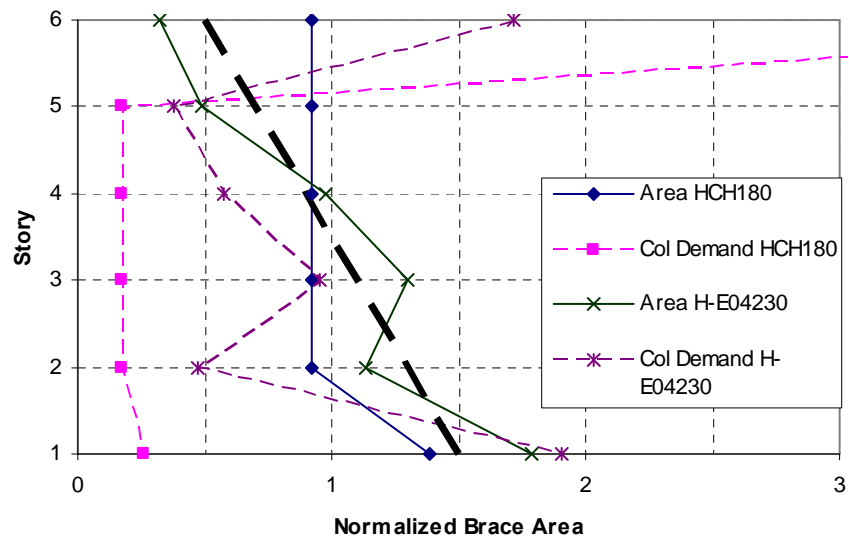 6
5
4
3
2
1
Story
0
1
2
3
Normalized Brace Area
Area HCH180
Col Demand HCH180
Area H-E04230
Col Demand H-
E04230